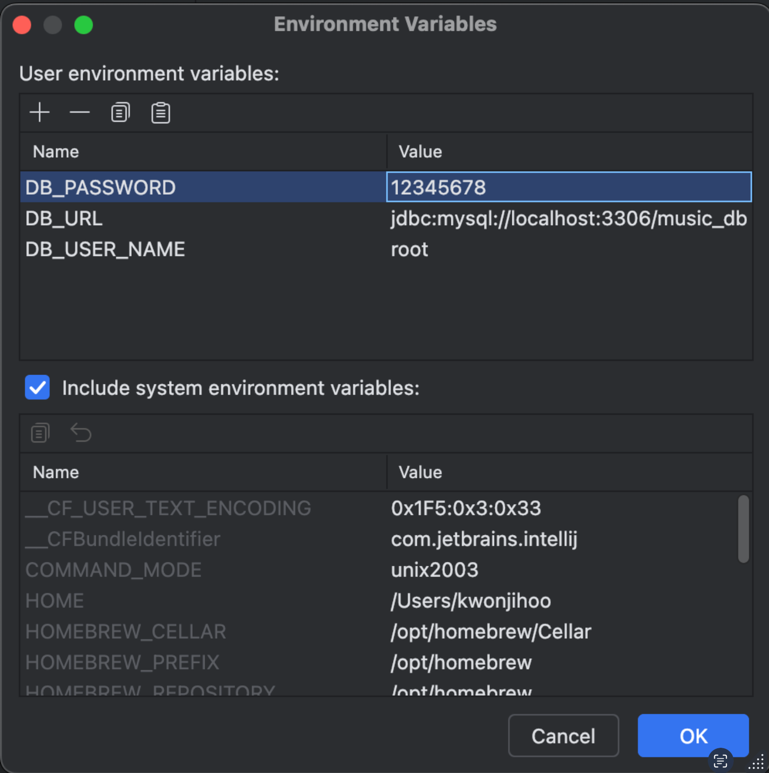 Environment Variables
User environment variables:
Name Value
DB_PASSWORD 12345678
DB_URL jdbc:mysql://localhost:3306/music_db
DB_USER_NAME root
Include system environment variables:
Name Value
__CF_USER_TEXT_ENCODING 0x1F5:0x3:0x33
__CFBundleIdentifier com.jetbrains.intellij
COMMAND_MODE unix2003
HOME /Users/kwonjihoo
HOMEBREW_CELLAR /opt/homebrew/Cellar
HOMEBREW_PREFIX /opt/homebrew
HOMEBREW_REPOSITORY /opt/homebrew
Cancel OK